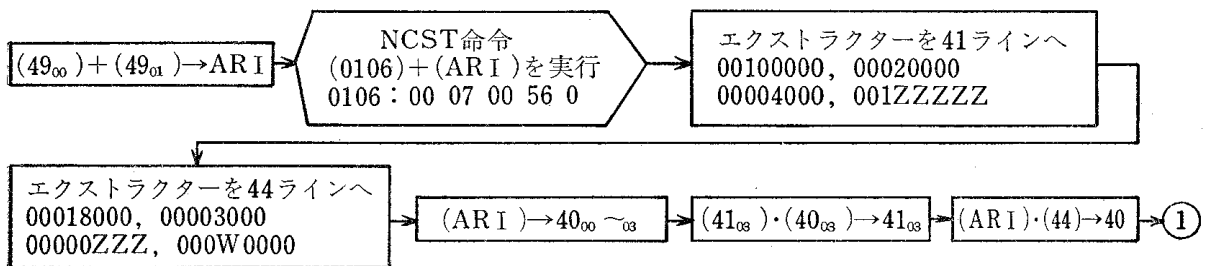 (49₀₀)+(49₀₁)→ARI
NCST命令
(0106)+(ARI)を実行
0106：00 07 00 56 0
エクストラクターを41ラインへ
00100000, 00020000
00004000, 001ZZZZZ
エクストラクターを44ラインへ
00018000, 00003000
00000ZZZ, 000W0000
(ARI)→40₀₀～₀₃
(41₀₃)・(40₀₃)→41₀₃
(ARI)・(44)→40
1